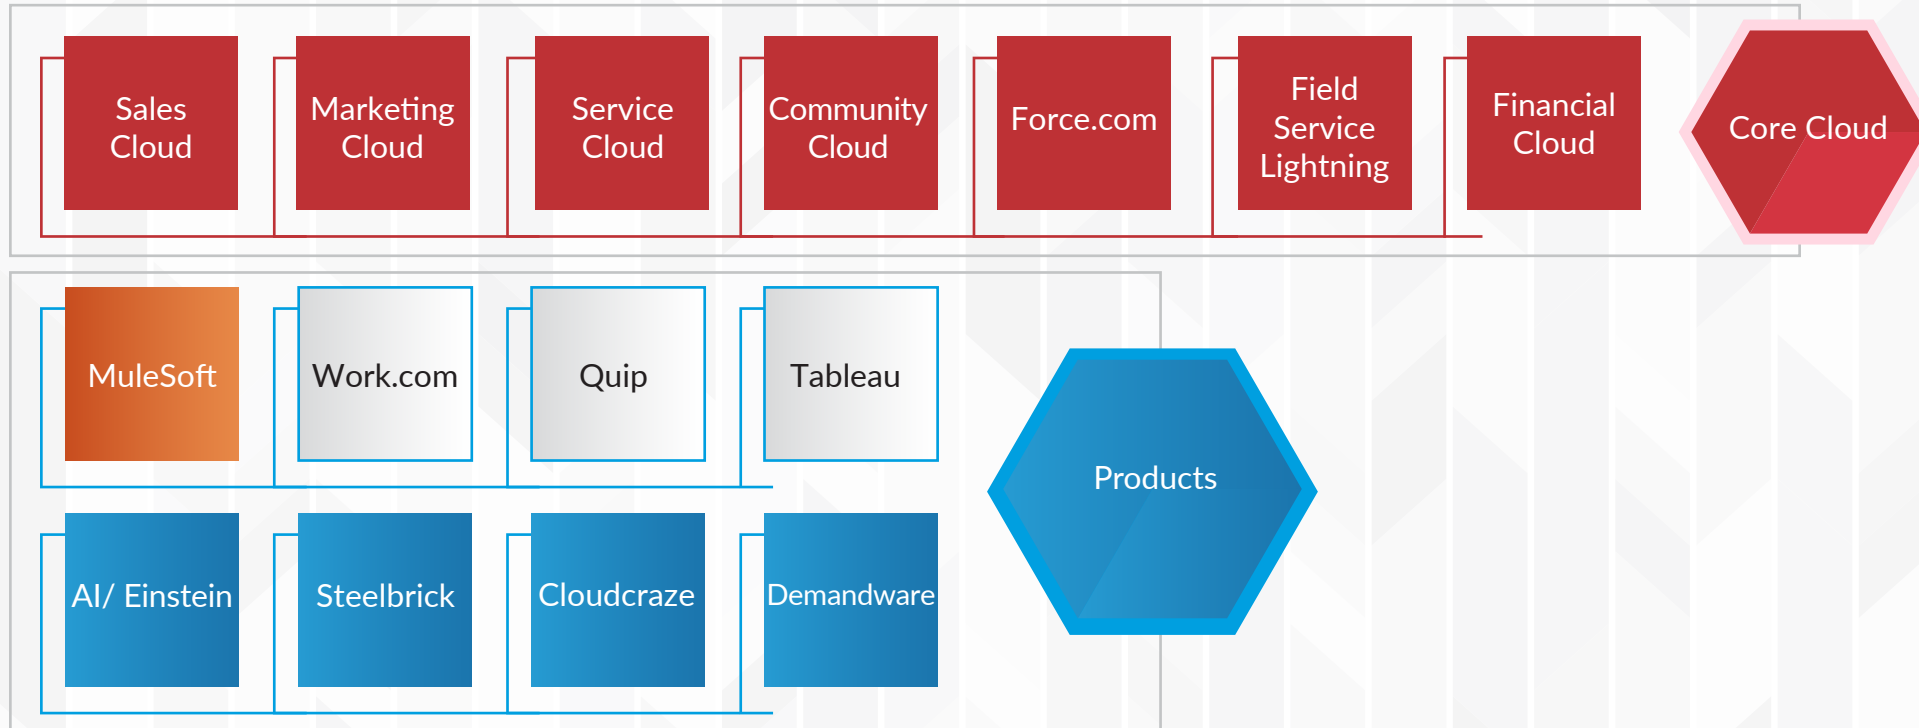 Sales
Cloud
Marketing
Cloud
Service
Cloud
Community
Cloud
Force.com
Field
Service
Lightning
Financial
Cloud
Core Cloud
MuleSoft
Work.com
Quip
Tableau
Products
AI/ Einstein
Steelbrick
Cloudcraze
Demandware